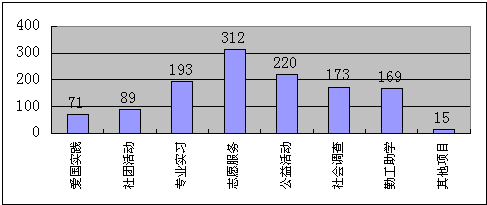 400
300
200
100
0
71
89
193
312
220
173
169
15
爱国实践
社团活动
专业实习
志愿服务
公益活动
社会调查
勤工助学
其他项目